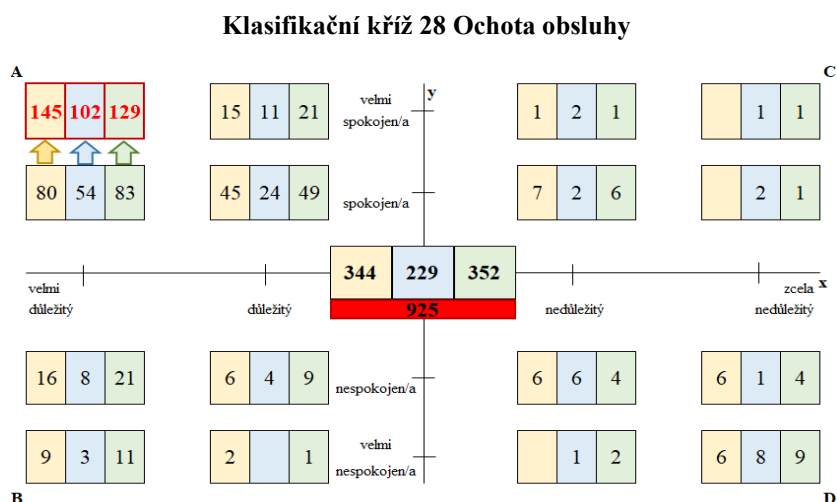 Klasifikační kříž 28 Ochota obsluhy
A
C
145 102 129
15 11 21
velmi
spokojen/a
y
1 2 1
1 1
80 54 83
45 24 49
spokojen/a
7 2 6
2 1
344 229 352
925
velmi
důležitý
důležitý
nedůležitý
zcela
nedůležitý
x
16 8 21
6 4 9
nespokojen/a
6 6 4
6 1 4
9 3 11
2 1
velmi
nespokojen/a
1 2
6 8 9
B
D